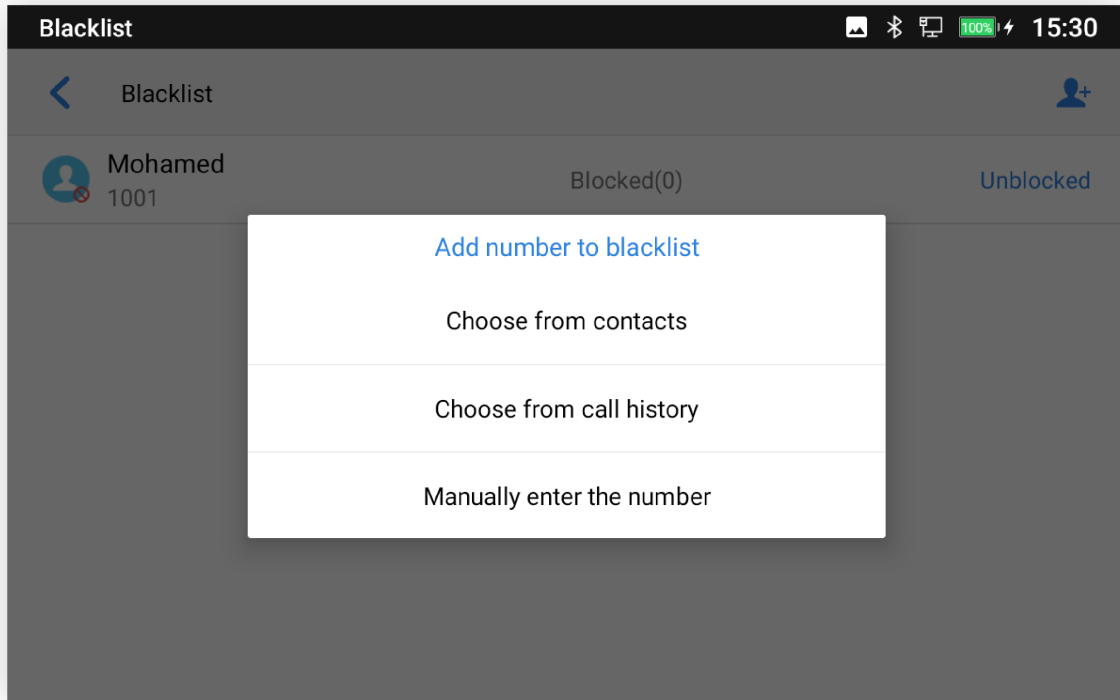 Blacklist 100% 15:30
Blacklist
Mohamed
1001
Blocked(0)
Unblocked
Add number to blacklist
Choose from contacts
Choose from call history
Manually enter the number